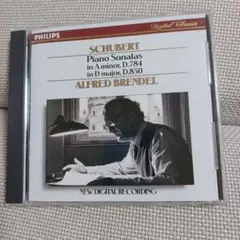 PHILIPS
Digital Classics
SCHUBERT
Piano Sonatas
in A minor, D.784
in D major, D.850
ALFRED BRENDEL
NEW DIGITAL RECORDING